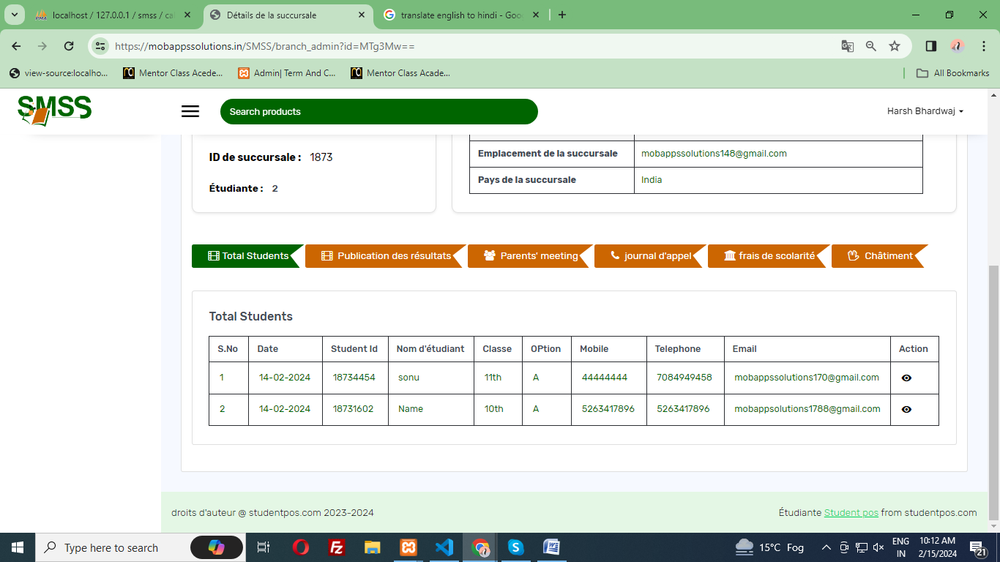 localhost / 127.0.0.1 / smss / ca
Détails de la succursale
translate english to hindi - Goo
https://mobappssolutions.in/SMSS/branch_admin?id=MTg3Mw==
view-source:localho...
Mentor Class Acede...
Admin| Term And C...
Mentor Class Acade...
All Bookmarks
SMSS
Search products
Harsh Bhardwaj
ID de succursale : 1873
Étudiante : 2
Emplacement de la succursale mobappssolutions148@gmail.com
Pays de la succursale India
Total Students Publication des résultats Parents' meeting journal d'appel frais de scolarité Châtiment
Total Students
S.No Date Student Id Nom d'étudiant Classe OPtion Mobile Telephone Email Action
1 14-02-2024 18734454 sonu 11th A 44444444 7084949458 mobappssolutions170@gmail.com
2 14-02-2024 18731602 Name 10th A 5263417896 5263417896 mobappsolutions1788@gmail.com
droits d'auteur @ studentpos.com 2023-2024
Étudiante Student pos from studentpos.com
Type here to search
15°C Fog
ENG
IN
10:12 AM
2/15/2024
21